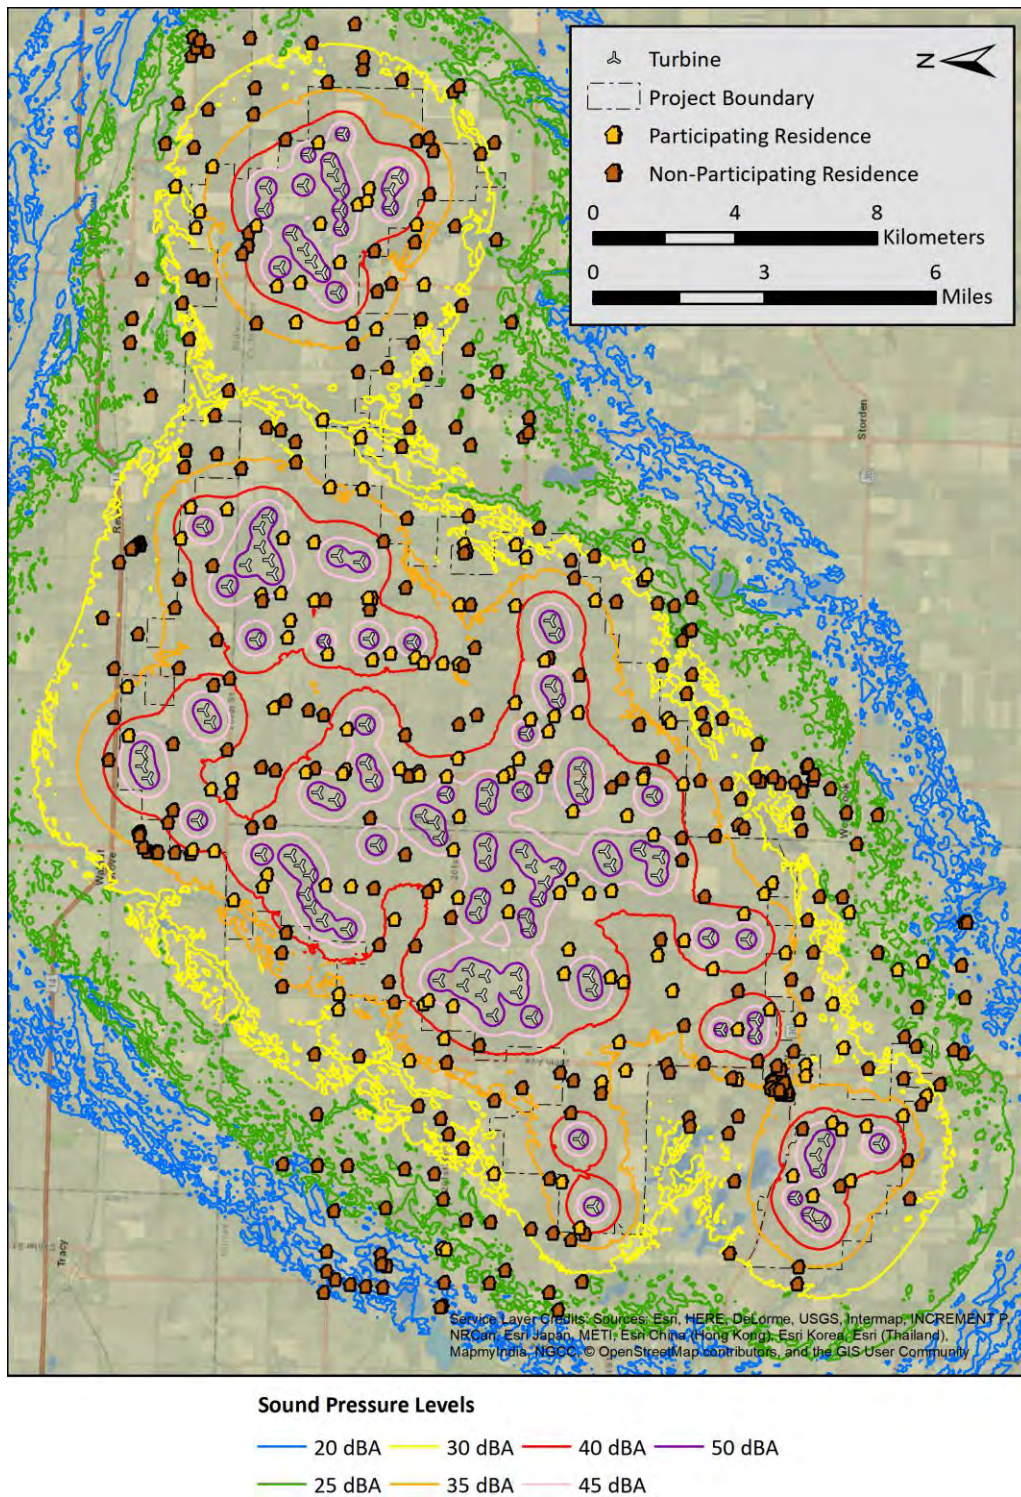 Turbine
N
Project Boundary
Participating Residence
Non-Participating Residence
0 4 8
Kilometers
0 3 6
Miles
Storden
Tracy
Service Layer Credits: Sources: Esri, HERE, DeLorme, USGS, Intermap, INCREMENT P,
NRCan, Esri Japan, METI, Esri China (Hong Kong), Esri Korea, Esri (Thailand),
MapmyIndia, NGCC, © OpenStreetMap contributors, and the GIS User Community
Sound Pressure Levels
20 dBA 30 dBA 40 dBA 50 dBA
25 dBA 35 dBA 45 dBA